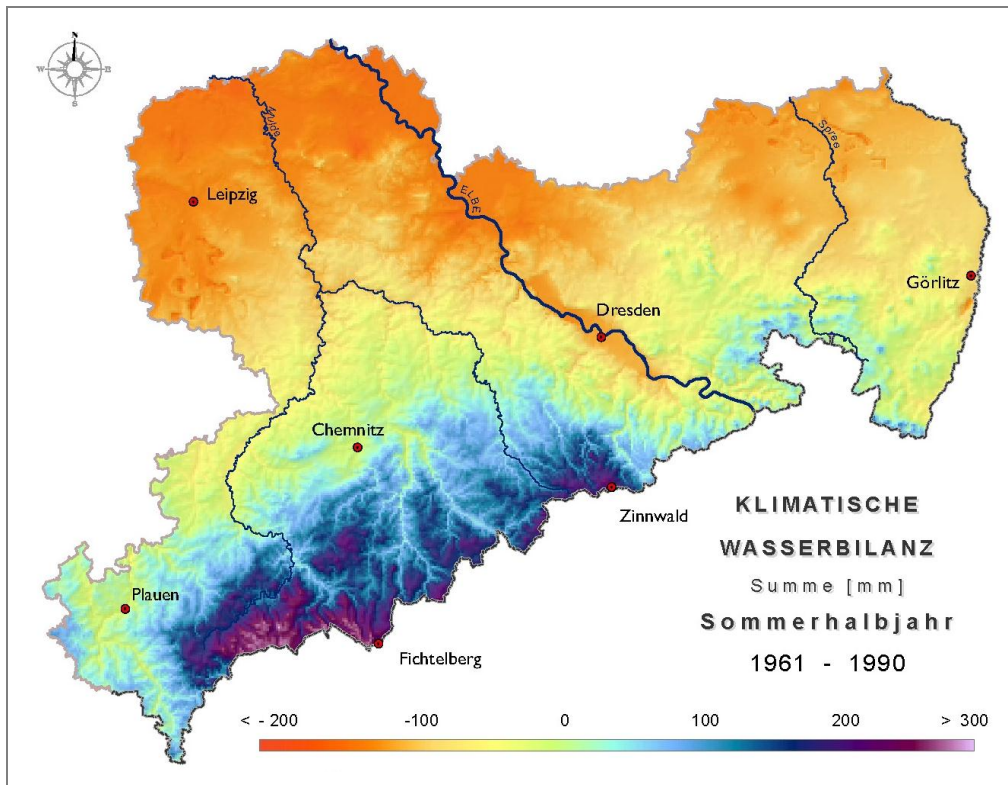 N
W
E
S
Mulde
ELBE
Spree
Leipzig
Görlitz
Dresden
Chemnitz
Zinnwald
Plauen
Fichtelberg
KLIMATISCHE
WASSERBILANZ
Summe [mm]
Sommerhalbjahr
1961 - 1990
< - 200 -100 0 100 200 > 300